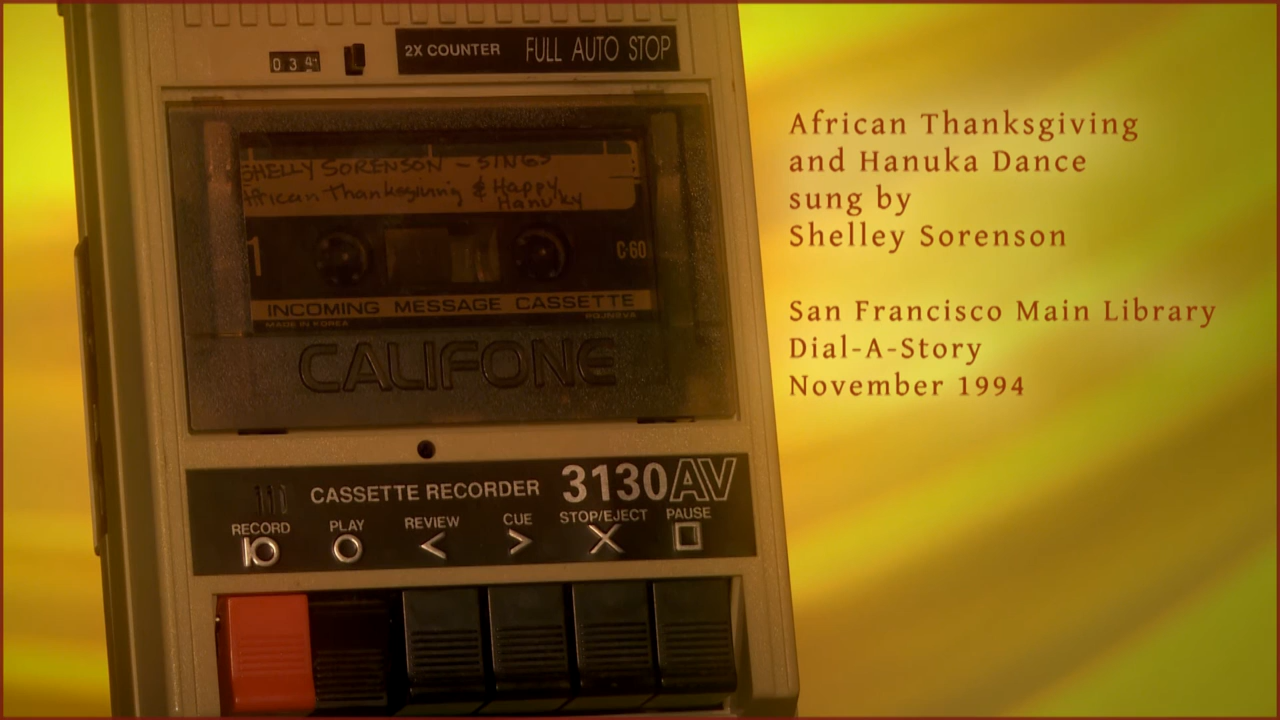 034
2X COUNTER FULL AUTO STOP
SHELLY SORENSON - SINGS
African Thanksgiving & Happy
Hanu'ky
1
C-60
INCOMING MESSAGE CASSETTE
MADE IN KOREA
CALIFONE
CASSETTE RECORDER 3130AV
RECORD PLAY REVIEW CUE STOP/EJECT PAUSE
African Thanksgiving
and Hanuka Dance
sung by
Shelley Sorenson
San Francisco Main Library
Dial-A-Story
November 1994